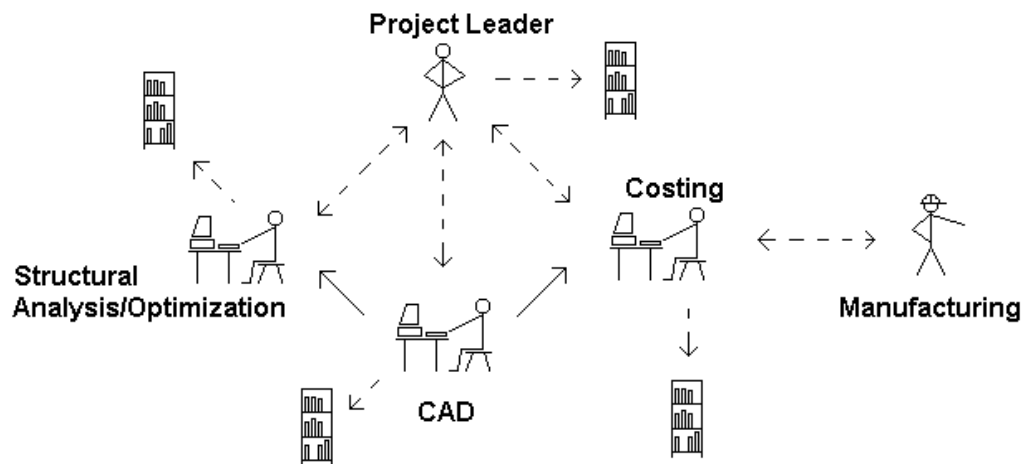 Project Leader
Costing
Structural
Analysis/Optimization
Manufacturing
CAD